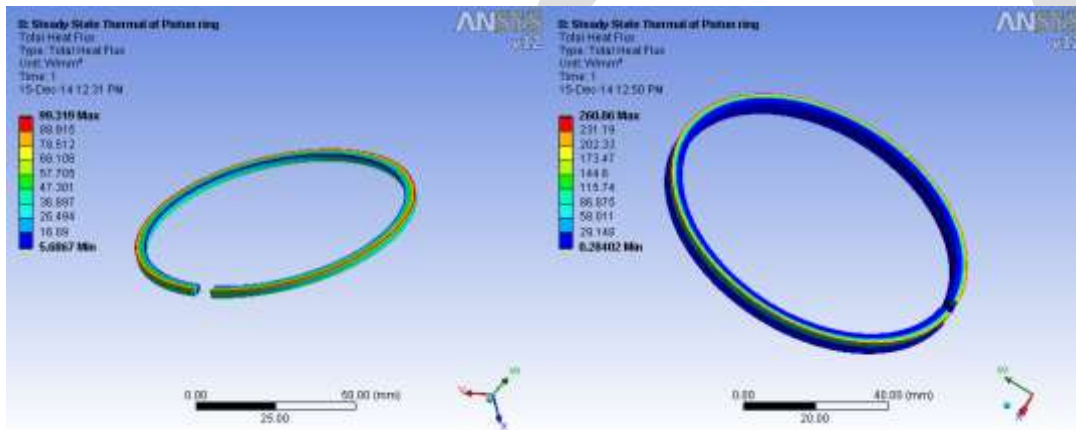 B: Steady State Thermal of Piston ring
Total Heat Flux
Type: Total Heat Flux
Unit: W/mm²
Time: 1
15-Dec-14 12:31 PM
99.319 Max
88.915
78.512
68.108
57.705
47.301
36.897
26.494
16.09
5.6867 Min
ANSYS
v12
0.00
50.00 (mm)
25.00
B: Steady State Thermal of Piston ring
Total Heat Flux
Type: Total Heat Flux
Unit: W/mm²
Time: 1
15-Dec-14 12:50 PM
260.06 Max
231.19
202.33
173.47
144.6
115.74
86.875
58.011
29.148
0.28402 Min
ANSYS
v12
0.00
40.00 (mm)
20.00